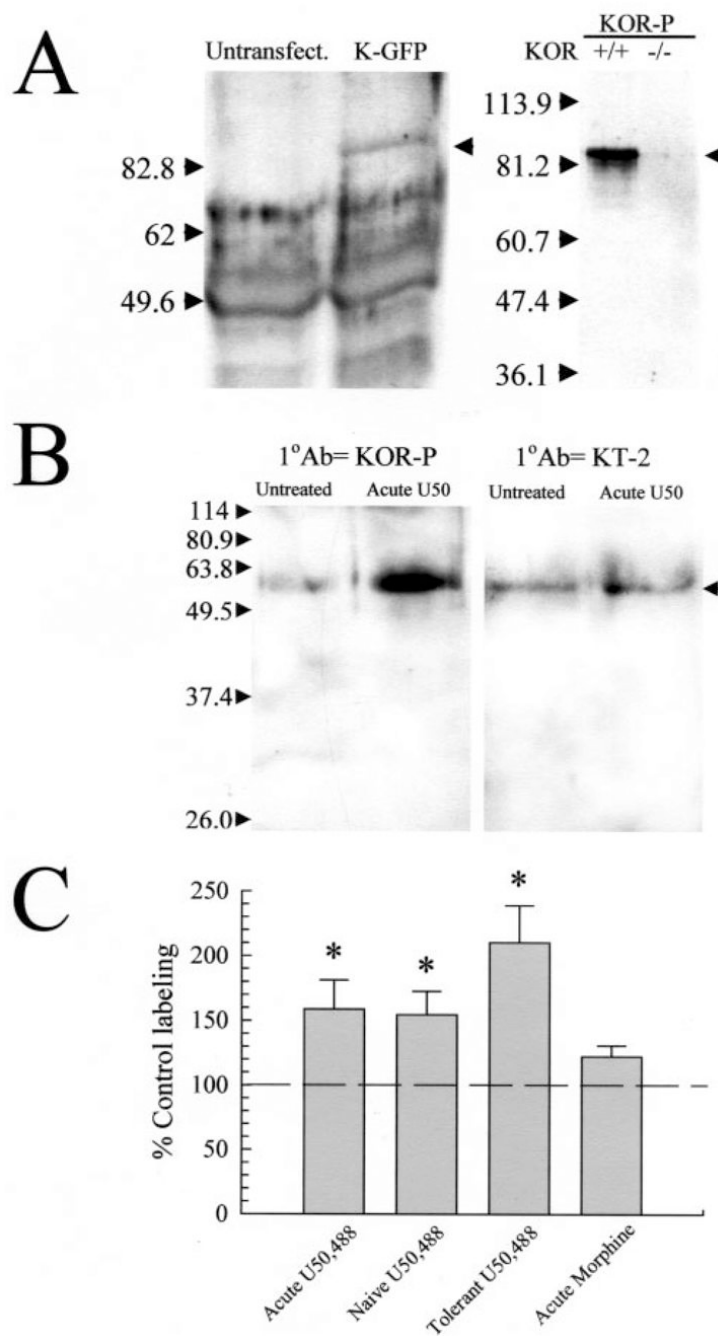 A
Untransfect. K-GFP
82.8
62
49.6
KOR-P
KOR +/+ -/-
113.9
81.2
60.7
47.4
36.1
B
1°Ab= KOR-P
Untreated Acute U50
1°Ab= KT-2
Untreated Acute U50
114
80.9
63.8
49.5
37.4
26.0
C
% Control labeling
250
200
150
100
50
0
*
*
*
Acute U50,488
Naive U50,488
Tolerant U50,488
Acute Morphine